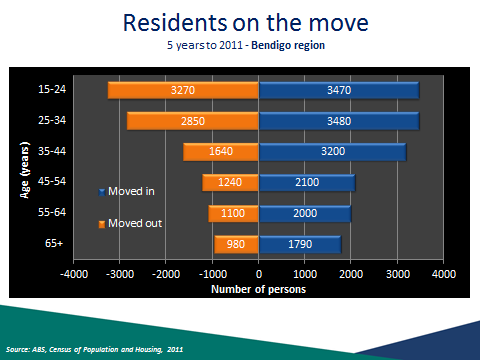 Residents on the move
5 years to 2011 - Bendigo region
15-24 3270 3470
25-34 2850 3480
35-44 1640 3200
45-54 1240 2100
55-64 1100 2000
65+ 980 1790
Age (years)
Moved in
Moved out
-4000 -3000 -2000 -1000 0 1000 2000 3000 4000
Number of persons
Source: ABS, Census of Population and Housing, 2011